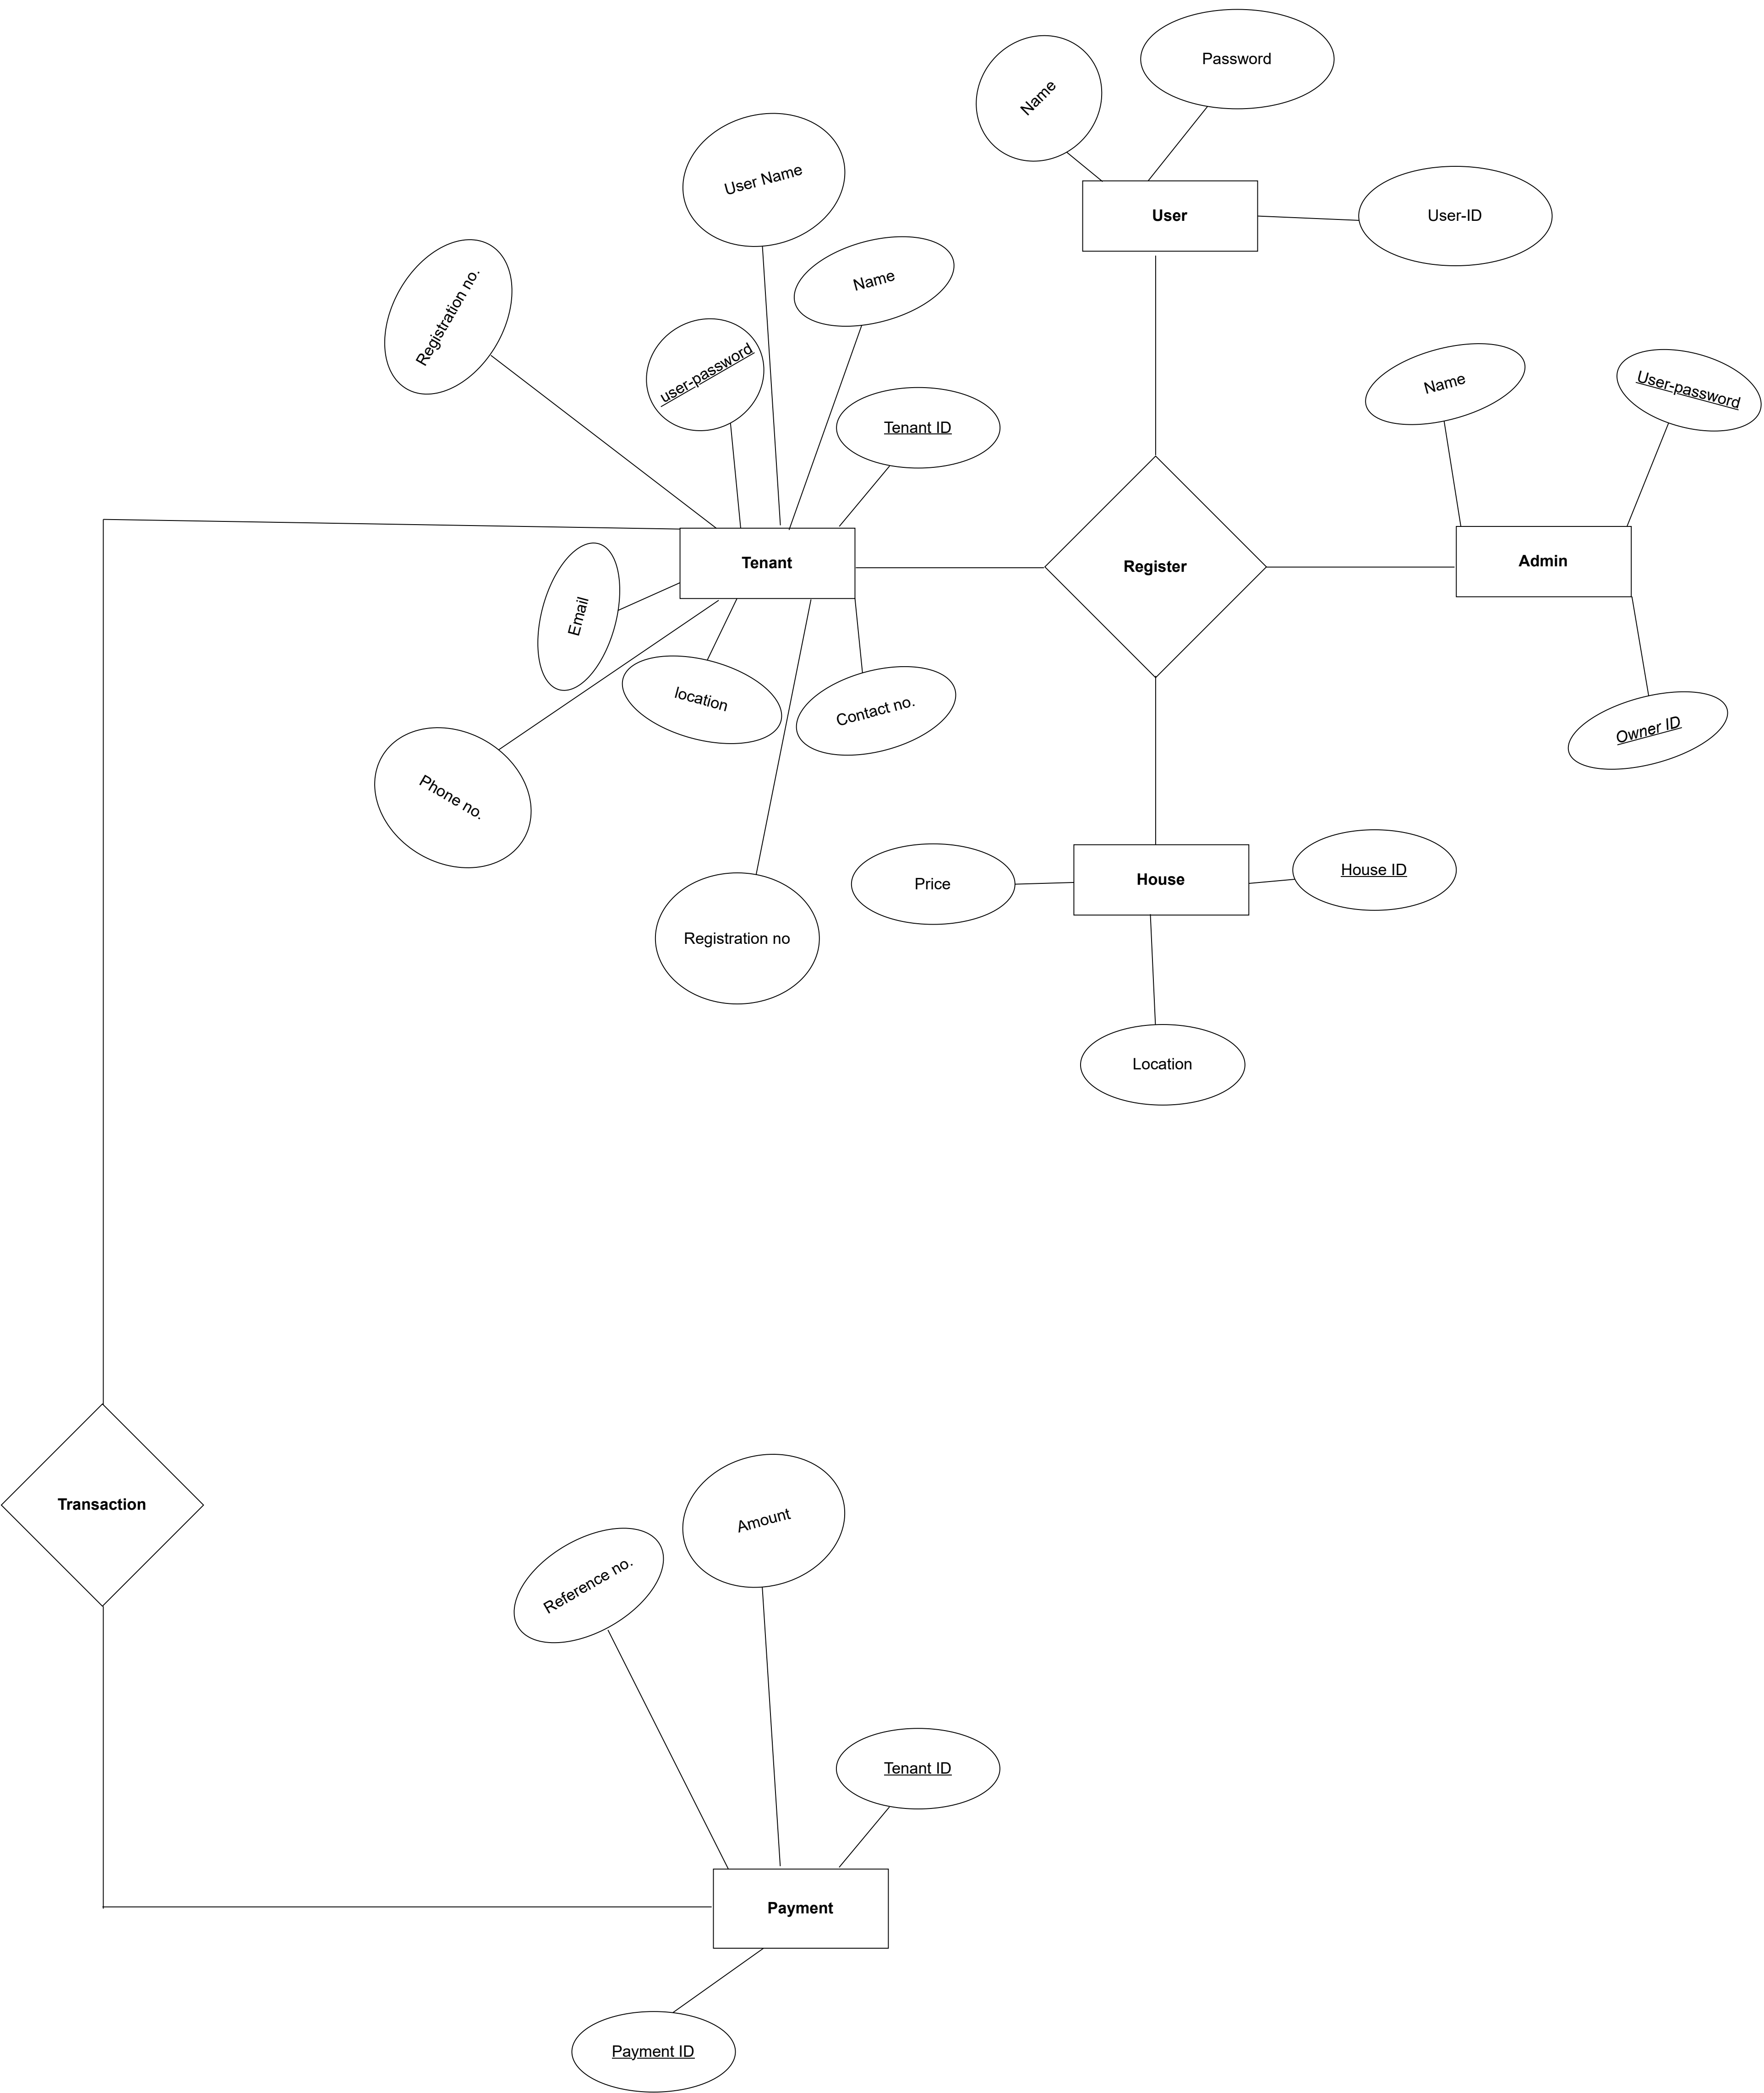 Password
Name
User Name
User
User-ID
Registration no.
Name
user-password
Tenant ID
Name
User-password
Tenant
Register
Admin
Email
location
Contact no.
Owner ID
Phone no.
Price
House
House ID
Registration no
Location
Transaction
Amount
Reference no.
Tenant ID
Payment
Payment ID